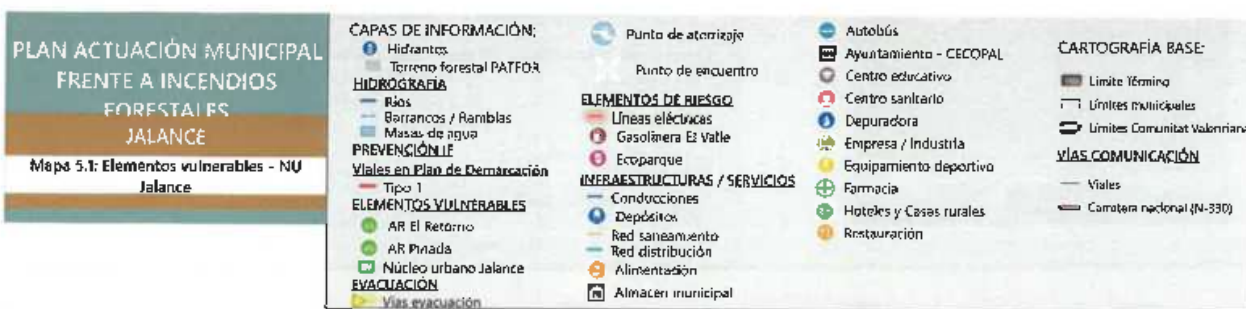 PLAN ACTUACIÓN MUNICIPAL
FRENTE A INCENDIOS
FORESTALES
JALANCE
Mapa 5.1: Elementos vulnerables - NU
Jalance
CAPAS DE INFORMACIÓN:
Hidrantes
Terreno forestal PATFOR
HIDROGRAFÍA
Ríos
Barrancos / Ramblas
Masas de agua
PREVENCIÓN IF
Viales en Plan de Demarcación
Tipo 1
ELEMENTOS VULNERABLES
AR El Retorno
AR Pinada
Núcleo urbano Jalance
EVACUACIÓN
Vías evacuación
Punto de aterrizaje
Punto de encuentro
ELEMENTOS DE RIESGO
Líneas eléctricas
Gasolinera El Valle
Ecoparque
INFRAESTRUCTURAS / SERVICIOS
Conducciones
Depósitos
Red saneamiento
Red distribución
Alimentación
Almacen municipal
Autobús
Ayuntamiento - CECOPAL
Centro educativo
Centro sanitario
Depuradora
Empresa / Industria
Equipamiento deportivo
Farmacia
Hoteles y Casas rurales
Restauración
CARTOGRAFÍA BASE:
Límite Término
Límites municipales
Límites Comunitat Valenciana
VÍAS COMUNICACIÓN
Viales
Carretera nacional (N-330)